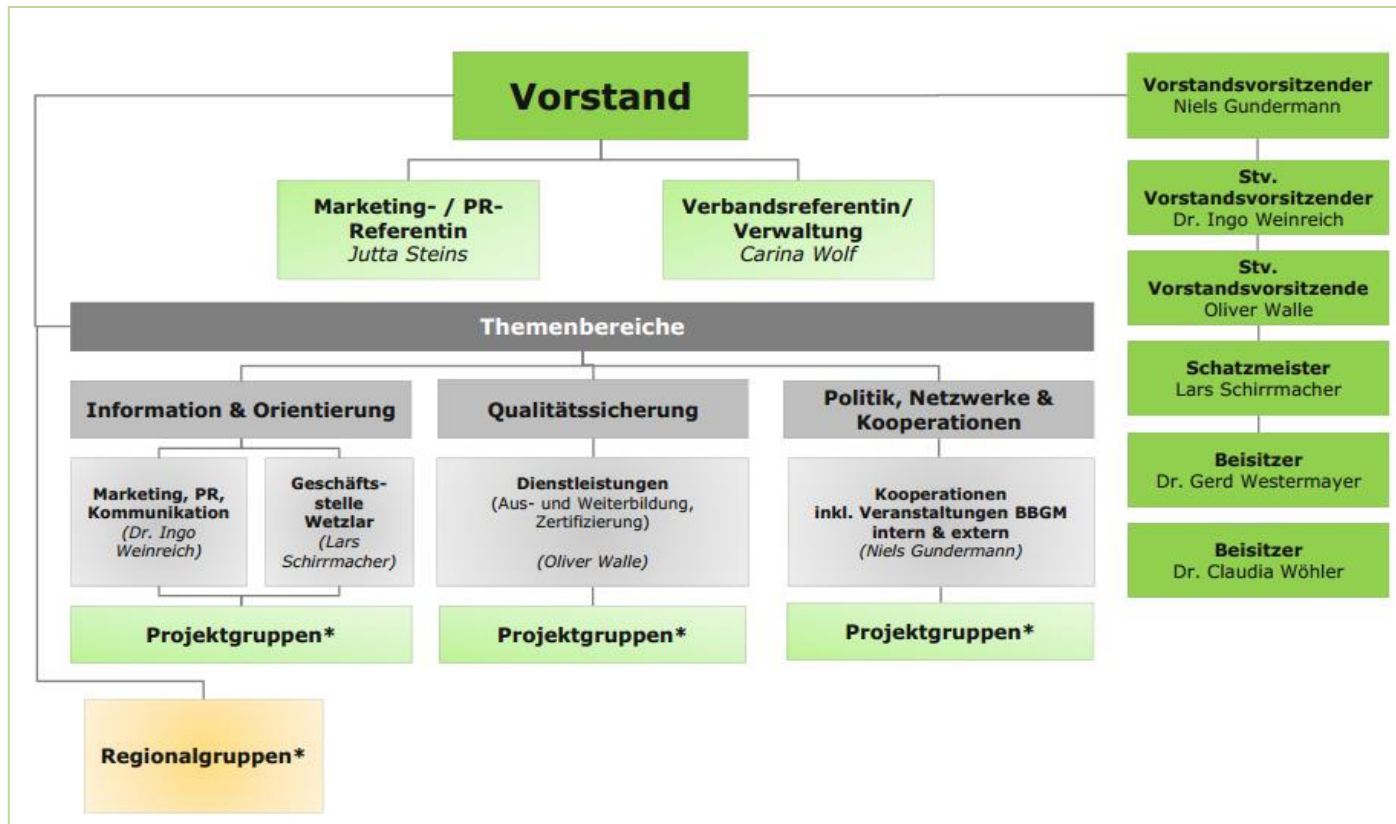 Vorstand
Vorstandsvorsitzender
Niels Gundermann
Stv.
Vorstandsvorsitzender
Dr. Ingo Weinreich
Stv.
Vorstandsvorsitzende
Oliver Walle
Schatzmeister
Lars Schirrmacher
Beisitzer
Dr. Gerd Westermayer
Beisitzer
Dr. Claudia Wöhler
Marketing- / PR-
Referentin
Jutta Steins
Verbandsreferentin/
Verwaltung
Carina Wolf
Themenbereiche
Information & Orientierung
Marketing, PR,
Kommunikation
(Dr. Ingo
Weinreich)
Geschäfts-
stelle
Wetzlar
(Lars
Schirrmacher)
Projektgruppen*
Qualitätssicherung
Dienstleistungen
(Aus- und Weiterbildung,
Zertifizierung)
(Oliver Walle)
Projektgruppen*
Politik, Netzwerke &
Kooperationen
Kooperationen
inkl. Veranstaltungen BBGM
intern & extern
(Niels Gundermann)
Projektgruppen*
Regionalgruppen*